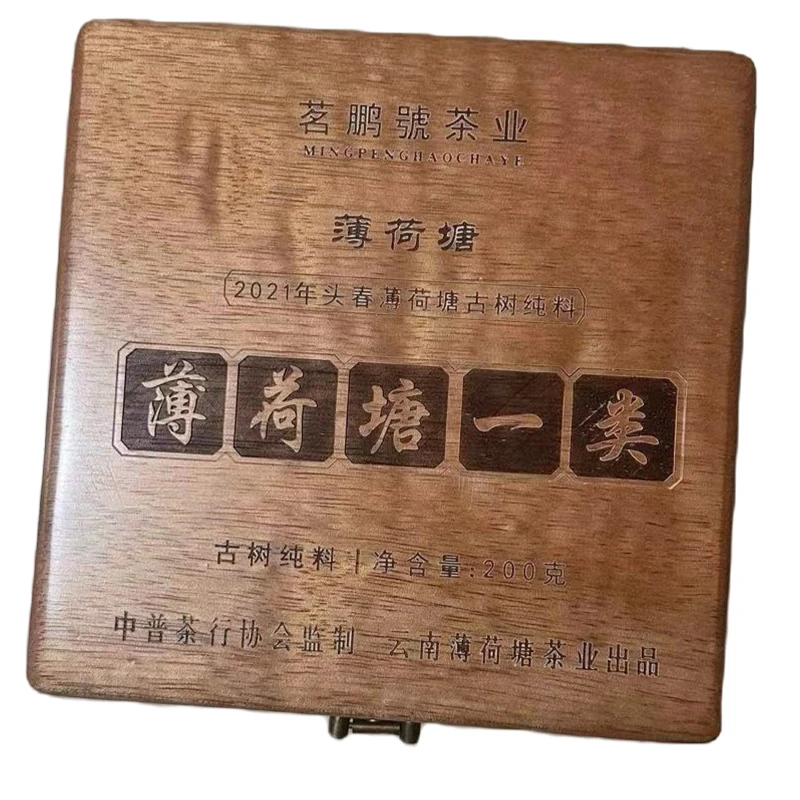 茗鹏號茶业
MINGPENGHAOCHAYE
薄荷塘
2021年头春薄荷塘古树纯料
薄荷塘一类
古树纯料|净含量:200克
中普茶行协会监制 云南薄荷塘茶业出品